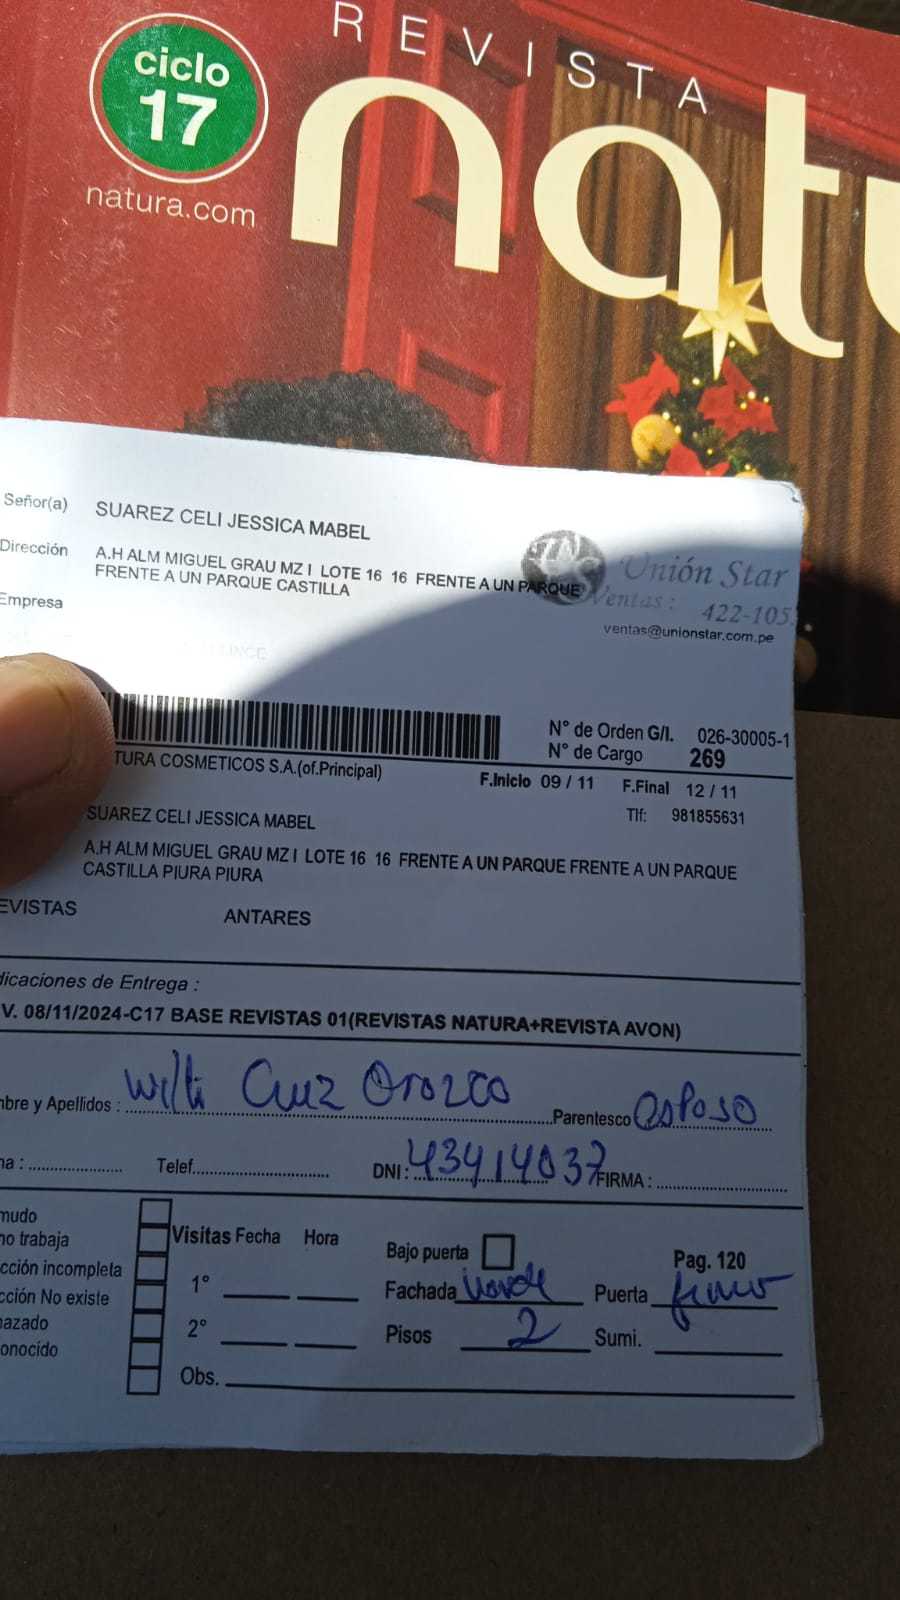 REVISTA
natu
ciclo
17
natura.com
Señor(a) SUAREZ CELI JESSICA MABEL
Dirección A.H ALM MIGUEL GRAU MZ I LOTE 16 16 FRENTE A UN PARQUE
FRENTE A UN PARQUE CASTILLA
Empresa
Unión Star
Ventas: 422-105
ventas@unionstar.com.pe
N° de Orden G/I. 026-30005-1
N° de Cargo 269
TURA COSMETICOS S.A.(of.Principal)
F.Inicio 09 / 11 F.Final 12 / 11
SUAREZ CELI JESSICA MABEL Tlf: 981855631
A.H ALM MIGUEL GRAU MZ I LOTE 16 16 FRENTE A UN PARQUE FRENTE A UN PARQUE
CASTILLA PIURA PIURA
EVISTAS ANTARES
dicaciones de Entrega :
V. 08/11/2024-C17 BASE REVISTAS 01(REVISTAS NATURA+REVISTA AVON)
mbre y Apellidos : Cruz Orozco Parentesco esposo
ha : Telef. DNI : 43414037 FIRMA :
mudo
no trabaja
cción incompleta
cción No existe
hazado
onocido
Visitas Fecha Hora
1°
2°
Obs.
Bajo puerta Pag. 120
Fachada verde Puerta fierro
Pisos 2 Sumi.